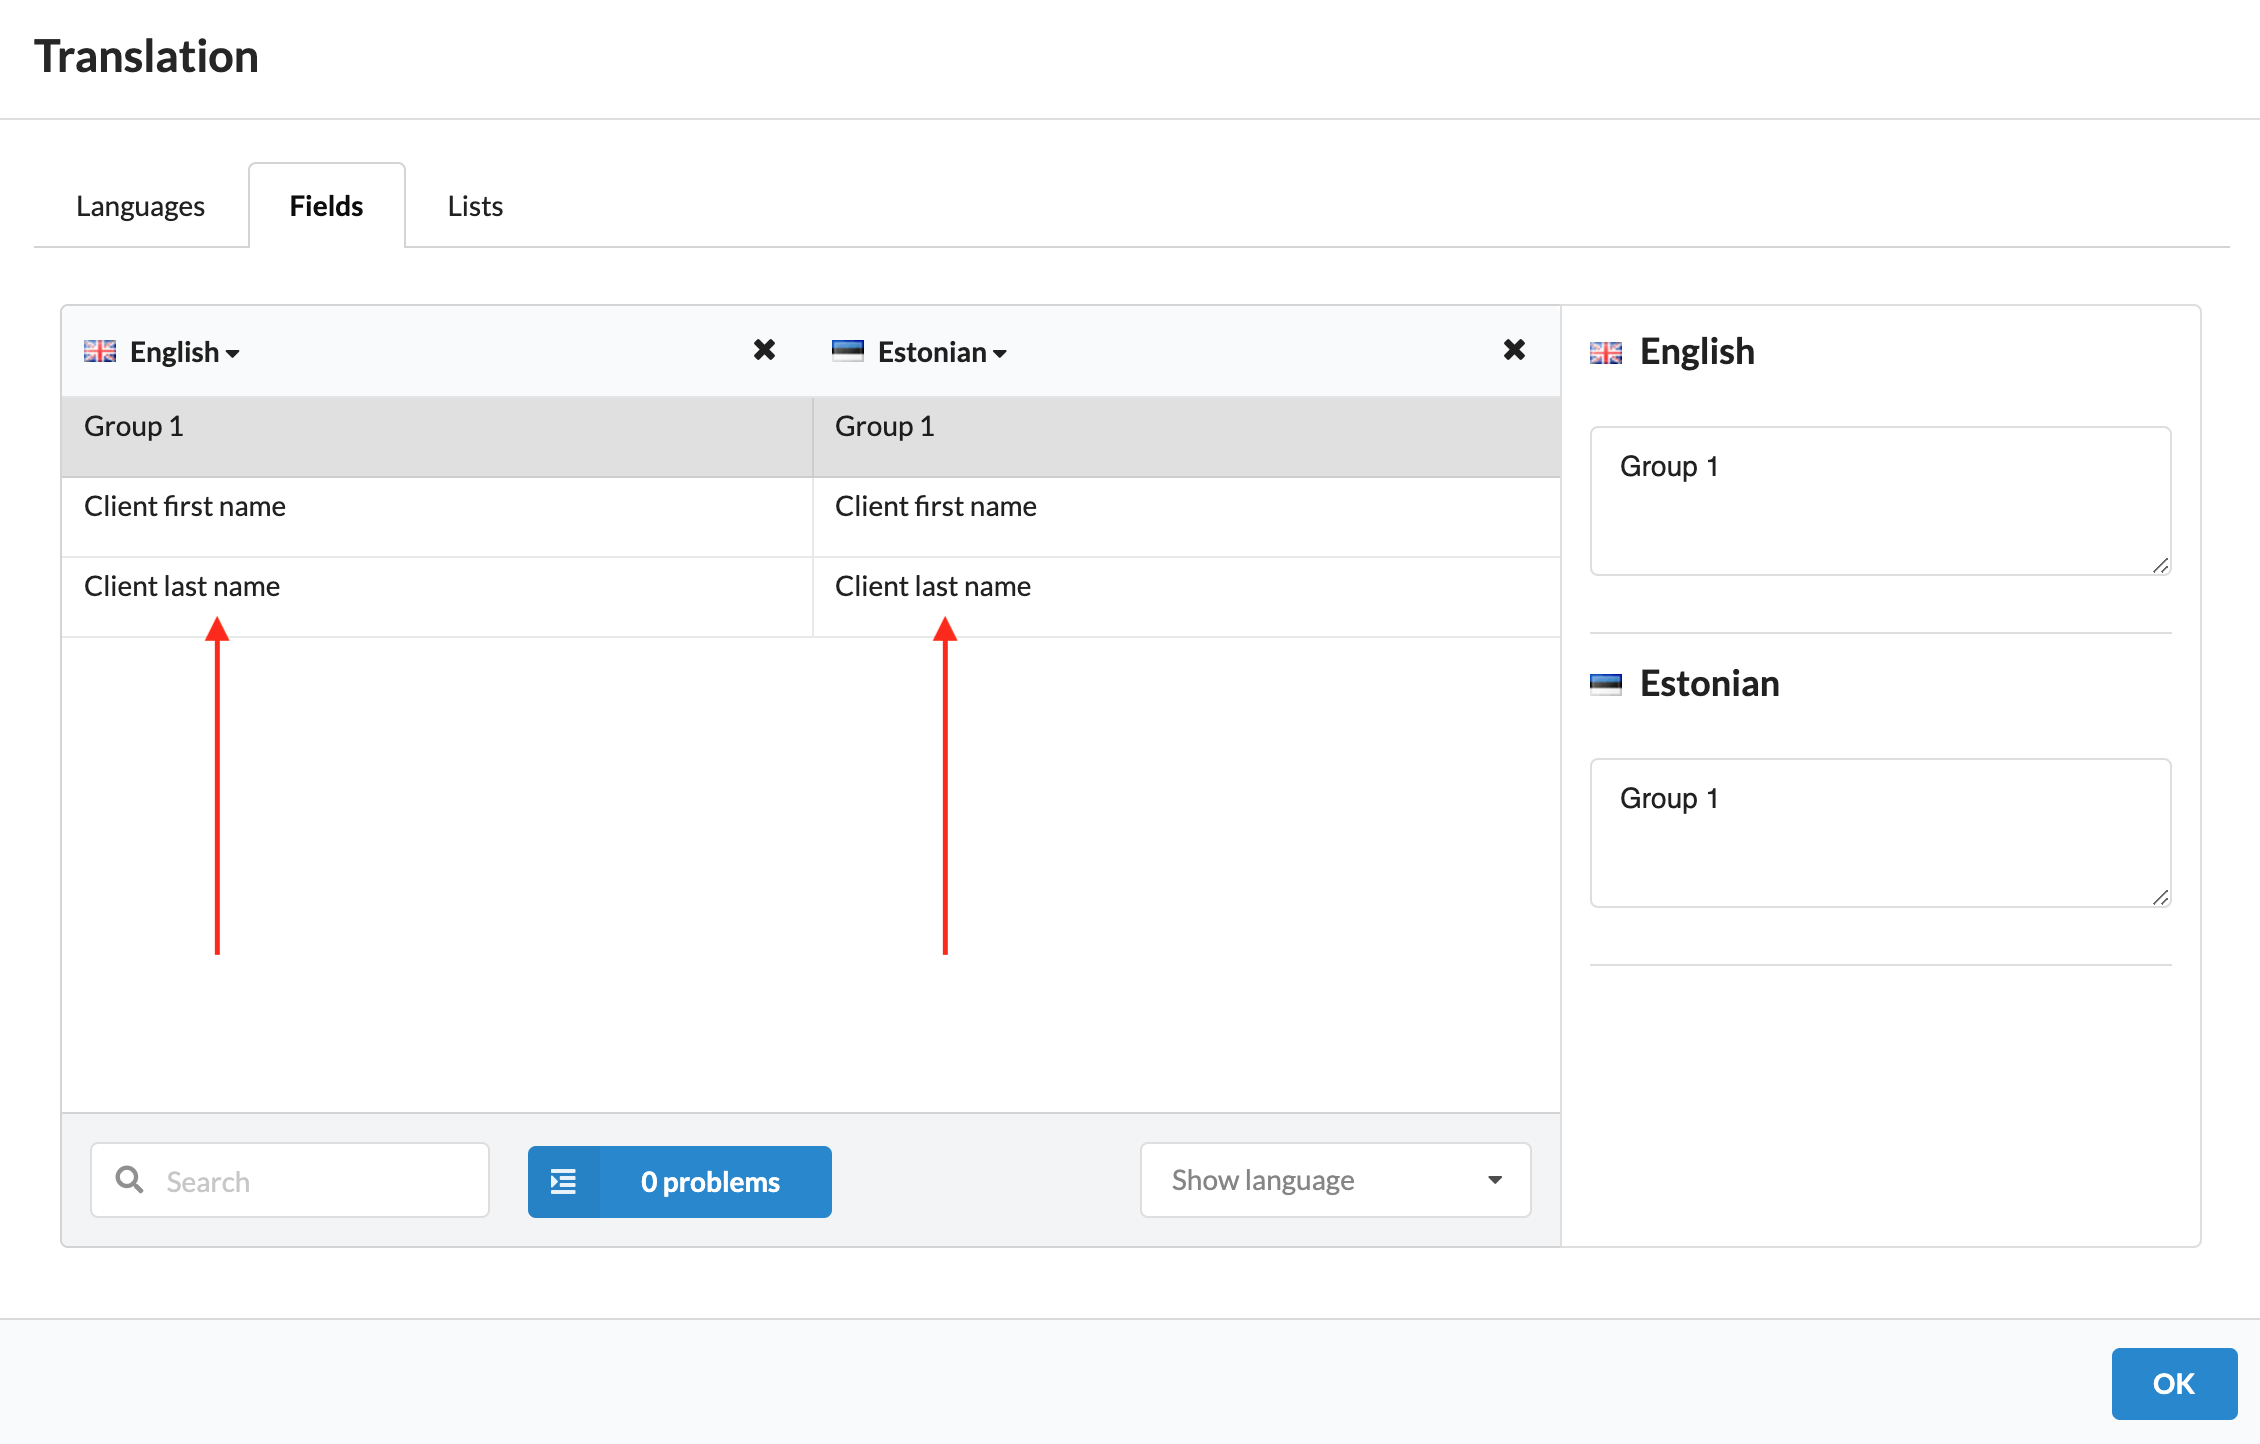 Translation
Languages
Fields
Lists
English
Estonian
Group 1
Group 1
Client first name
Client first name
Client last name
Client last name
Search
0 problems
Show language
English
Group 1
Estonian
Group 1
OK